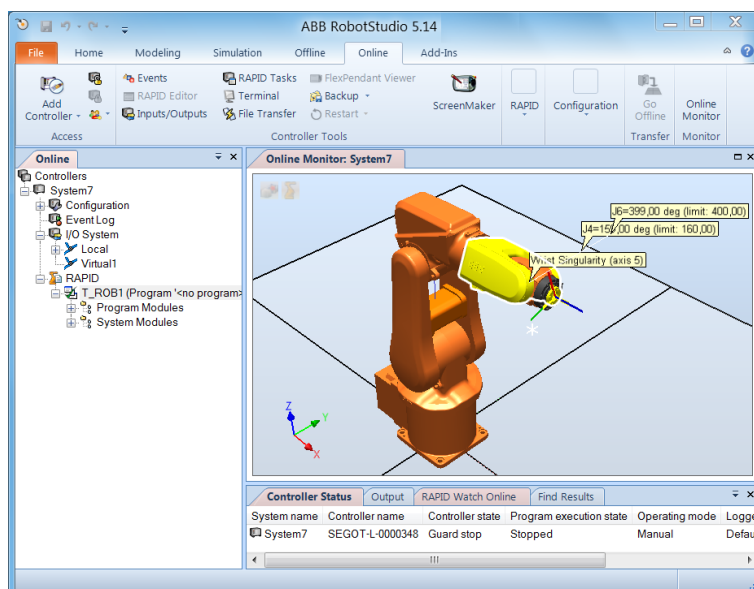 ABB RobotStudio 5.14
File Home Modeling Simulation Offline Online Add-Ins
Add Controller
Events
RAPID Editor
Inputs/Outputs
RAPID Tasks
Terminal
File Transfer
FlexPendant Viewer
Backup
Restart
ScreenMaker
RAPID
Configuration
Go Offline
Online Monitor
Access
Controller Tools
Transfer
Monitor
Online
Controllers
System7
Configuration
Event Log
I/O System
Local
Virtual1
RAPID
T_ROB1 (Program '<no program>
Program Modules
System Modules
Online Monitor: System7
J6=399,00 deg (limit: 400,00)
deg (limit: 160,00)
Wrist Singularity (axis 5)
Z
Y
X
Controller Status Output RAPID Watch Online Find Results
System name Controller name Controller state Program execution state Operating mode Logge
System7 SEGOT-L-0000348 Guard stop Stopped Manual Defau